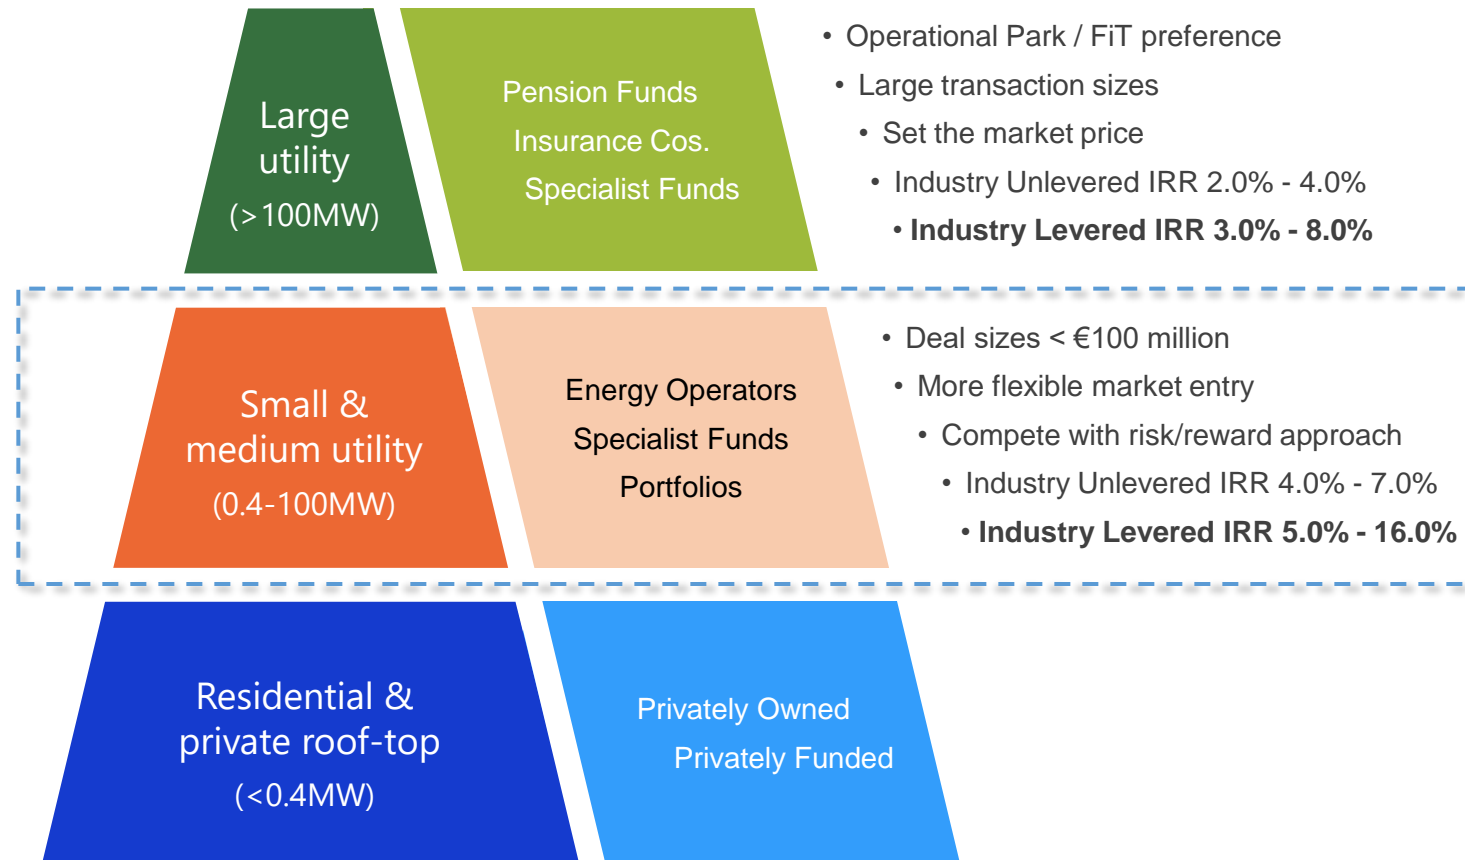 Large
utility
(>100MW)
Pension Funds
Insurance Cos.
Specialist Funds
• Operational Park / FiT preference
• Large transaction sizes
• Set the market price
• Industry Unlevered IRR 2.0% - 4.0%
• Industry Levered IRR 3.0% - 8.0%
Small &
medium utility
(0.4-100MW)
Energy Operators
Specialist Funds
Portfolios
• Deal sizes < €100 million
• More flexible market entry
• Compete with risk/reward approach
• Industry Unlevered IRR 4.0% - 7.0%
• Industry Levered IRR 5.0% - 16.0%
Residential &
private roof-top
(<0.4MW)
Privately Owned
Privately Funded